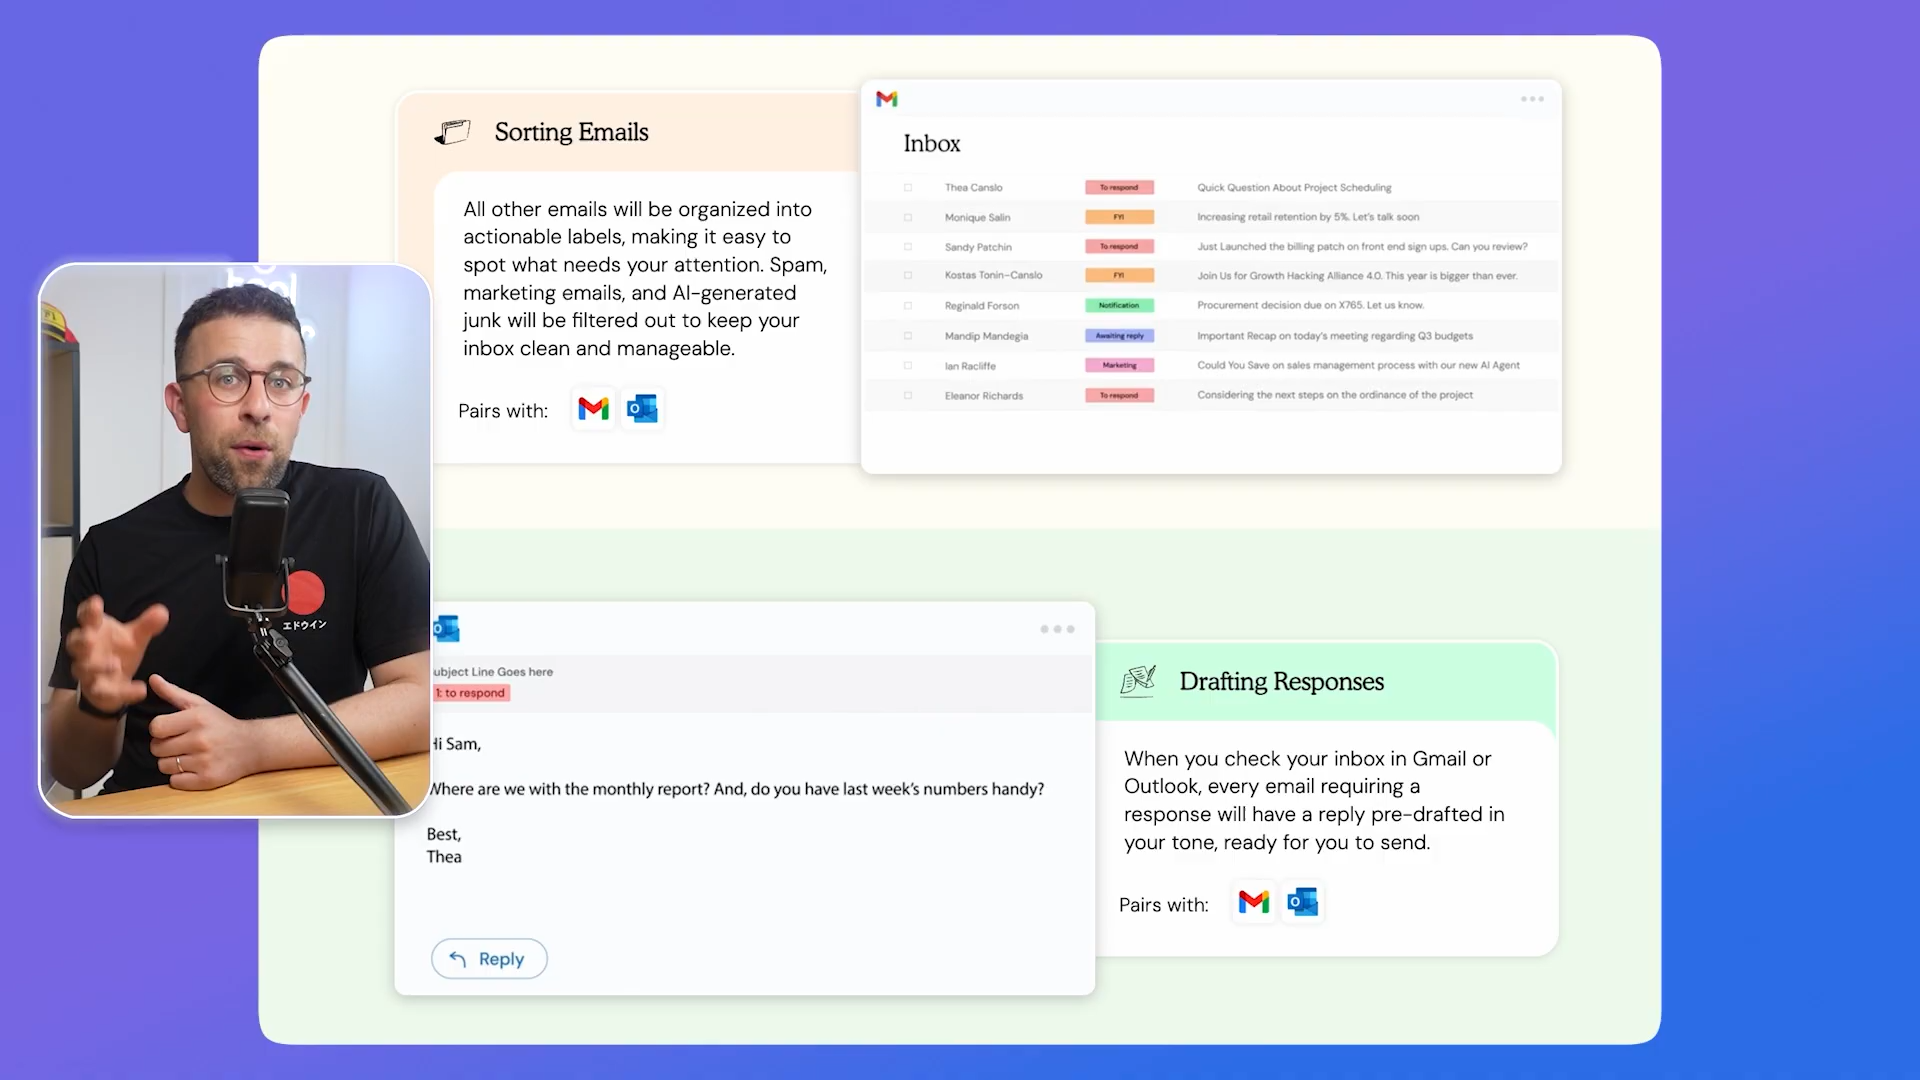 Sorting Emails
All other emails will be organized into
actionable labels, making it easy to
spot what needs your attention. Spam,
marketing emails, and AI-generated
junk will be filtered out to keep your
inbox clean and manageable.
Pairs with:
Inbox
Thea Canslo To respond Quick Question About Project Scheduling
Monique Salin FYI Increasing retail retention by 5%. Let's talk soon
Sandy Patchin To respond Just Launched the billing patch on front end sign ups. Can you review?
Kostas Tonin-Canslo FYI Join Us for Growth Hacking Alliance 4.0. This year is bigger than ever.
Reginald Forson Notification Procurement decision due on X765. Let us know.
Mandip Mandegia Awaiting reply Important Recap on today's meeting regarding Q3 budgets
Ian Racliffe Marketing Could You Save on sales management process with our new AI Agent
Eleanor Richards To respond Considering the next steps on the ordinance of the project
エドウイン
ubject Line Goes here
1: to respond
Hi Sam,
Where are we with the monthly report? And, do you have last week's numbers handy?
Best,
Thea
Reply
Drafting Responses
When you check your inbox in Gmail or
Outlook, every email requiring a
response will have a reply pre-drafted in
your tone, ready for you to send.
Pairs with: